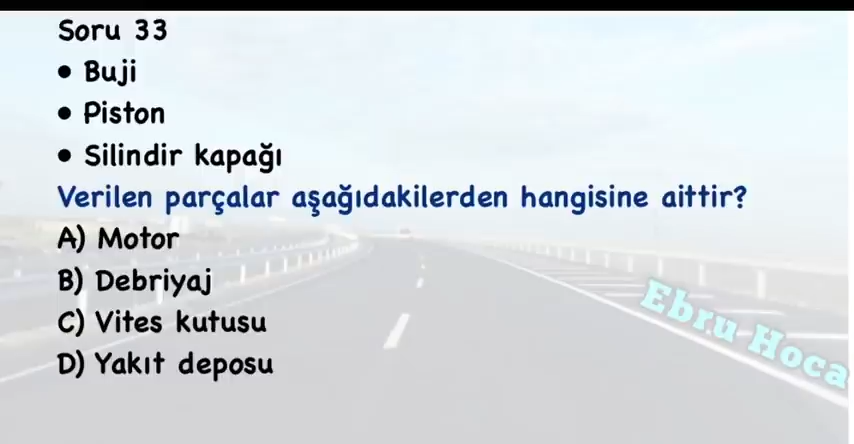 Soru 33
• Buji
• Piston
• Silindir kapağı
Verilen parçalar aşağıdakilerden hangisine aittir?
A) Motor
B) Debriyaj
C) Vites kutusu
D) Yakıt deposu
Ebru Hoca